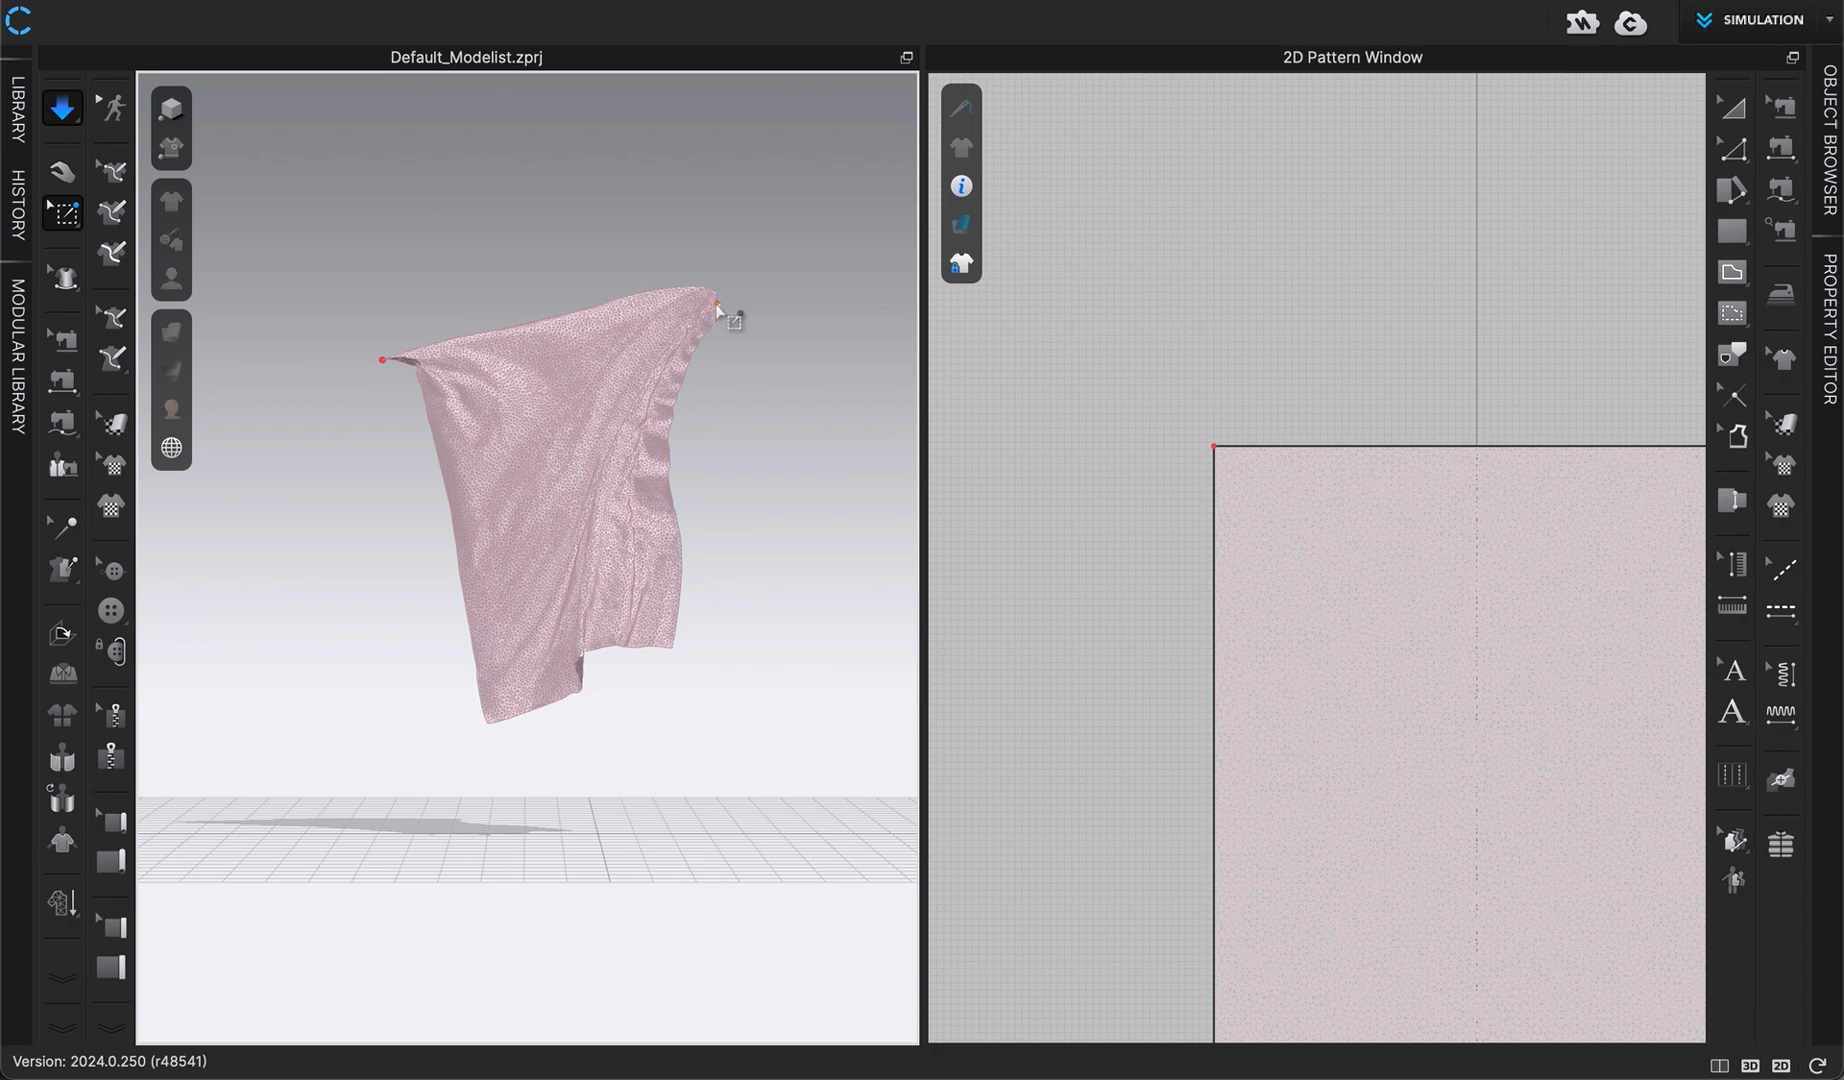 SIMULATION
Default_Modelist.zprj
2D Pattern Window
LIBRARY
HISTORY
MODULAR LIBRARY
OBJECT BROWSER
PROPERTY EDITOR
A
A
Version: 2024.0.250 (r48541)
3D
2D